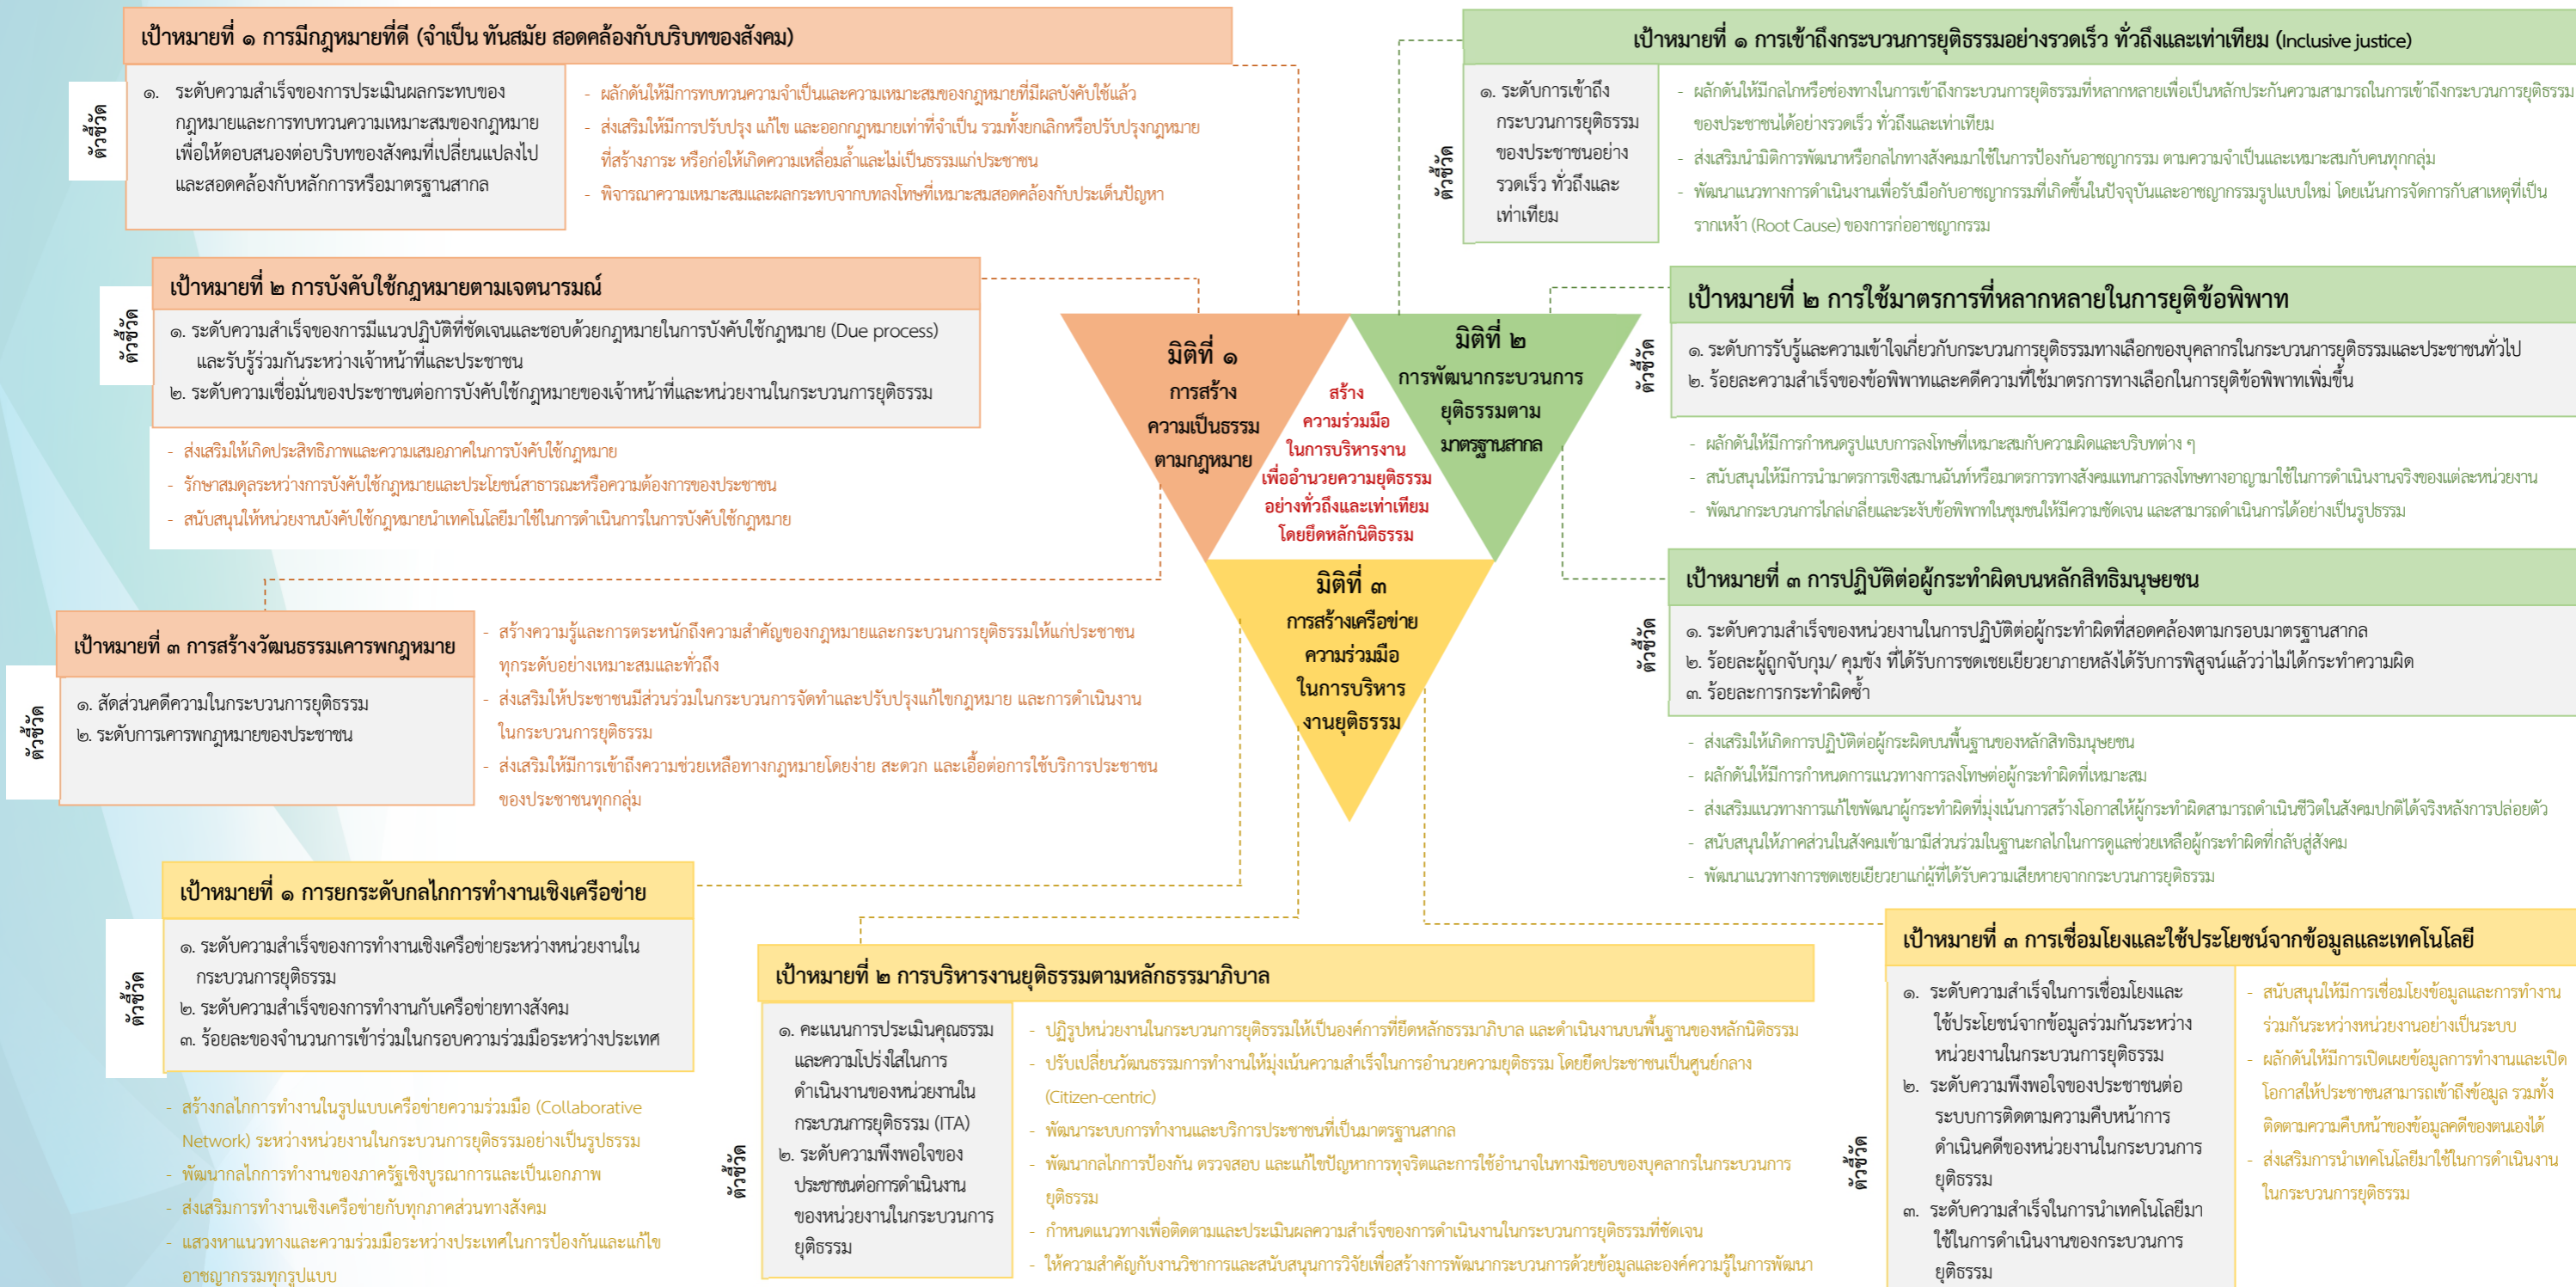 เป้าหมายที่ ๑ การมีกฎหมายที่ดี (จำเป็น ทันสมัย สอดคล้องกับบริบทของสังคม)
ตัวชี้วัด
๑. ระดับความสำเร็จของการประเมินผลกระทบของ
กฎหมายและการทบทวนความเหมาะสมของกฎหมาย
เพื่อให้ตอบสนองต่อบริบทของสังคมที่เปลี่ยนแปลงไป
และสอดคล้องกับหลักการหรือมาตรฐานสากล
- ผลักดันให้มีการทบทวนความจำเป็นและความเหมาะสมของกฎหมายที่มีผลบังคับใช้แล้ว
- ส่งเสริมให้มีการปรับปรุง แก้ไข และออกกฎหมายเท่าที่จำเป็น รวมทั้งยกเลิกหรือปรับปรุงกฎหมาย
ที่สร้างภาระ หรือก่อให้เกิดความเหลื่อมล้ำและไม่เป็นธรรมแก่ประชาชน
- พิจารณาความเหมาะสมและผลกระทบจากบทลงโทษที่เหมาะสมสอดคล้องกับประเด็นปัญหา
เป้าหมายที่ ๒ การบังคับใช้กฎหมายตามเจตนารมณ์
ตัวชี้วัด
๑. ระดับความสำเร็จของการมีแนวปฏิบัติที่ชัดเจนและชอบด้วยกฎหมายในการบังคับใช้กฎหมาย (Due process)
และรับรู้ร่วมกันระหว่างเจ้าหน้าที่และประชาชน
๒. ระดับความเชื่อมั่นของประชาชนต่อการบังคับใช้กฎหมายของเจ้าหน้าที่และหน่วยงานในกระบวนการยุติธรรม
- ส่งเสริมให้เกิดประสิทธิภาพและความเสมอภาคในการบังคับใช้กฎหมาย
- รักษาสมดุลระหว่างการบังคับใช้กฎหมายและประโยชน์สาธารณะหรือความต้องการของประชาชน
- สนับสนุนให้หน่วยงานบังคับใช้กฎหมายนำเทคโนโลยีมาใช้ในการดำเนินการในการบังคับใช้กฎหมาย
เป้าหมายที่ ๓ การสร้างวัฒนธรรมเคารพกฎหมาย
ตัวชี้วัด
๑. สัดส่วนคดีความในกระบวนการยุติธรรม
๒. ระดับการเคารพกฎหมายของประชาชน
- สร้างความรู้และการตระหนักถึงความสำคัญของกฎหมายและกระบวนการยุติธรรมให้แก่ประชาชน
ทุกระดับอย่างเหมาะสมและทั่วถึง
- ส่งเสริมให้ประชาชนมีส่วนร่วมในกระบวนการจัดทำและปรับปรุงแก้ไขกฎหมาย และการดำเนินงาน
ในกระบวนการยุติธรรม
- ส่งเสริมให้มีการเข้าถึงความช่วยเหลือทางกฎหมายโดยง่าย สะดวก และเอื้อต่อการใช้บริการประชาชน
ของประชาชนทุกกลุ่ม
มิติที่ ๑
การสร้าง
ความเป็นธรรม
ตามกฎหมาย
สร้าง
ความร่วมมือ
ในการบริหารงาน
เพื่ออำนวยความยุติธรรม
อย่างทั่วถึงและเท่าเทียม
โดยยึดหลักนิติธรรม
มิติที่ ๒
การพัฒนากระบวนการ
ยุติธรรมตาม
มาตรฐานสากล
มิติที่ ๓
การสร้างเครือข่าย
ความร่วมมือ
ในการบริหาร
งานยุติธรรม
เป้าหมายที่ ๑ การเข้าถึงกระบวนการยุติธรรมอย่างรวดเร็ว ทั่วถึงและเท่าเทียม (Inclusive justice)
ตัวชี้วัด
๑. ระดับการเข้าถึง
กระบวนการยุติธรรม
ของประชาชนอย่าง
รวดเร็ว ทั่วถึงและ
เท่าเทียม
- ผลักดันให้มีกลไกหรือช่องทางในการเข้าถึงกระบวนการยุติธรรมที่หลากหลายเพื่อเป็นหลักประกันความสามารถในการเข้าถึงกระบวนการยุติธรรม
ของประชาชนได้อย่างรวดเร็ว ทั่วถึงและเท่าเทียม
- ส่งเสริมนำมิติการพัฒนาหรือกลไกทางสังคมมาใช้ในการป้องกันอาชญากรรม ตามความจำเป็นและเหมาะสมกับคนทุกกลุ่ม
- พัฒนาแนวทางการดำเนินงานเพื่อรับมือกับอาชญากรรมที่เกิดขึ้นในปัจจุบันและอาชญากรรมรูปแบบใหม่ โดยเน้นการจัดการกับสาเหตุที่เป็น
รากเหง้า (Root Cause) ของการก่ออาชญากรรม
เป้าหมายที่ ๒ การใช้มาตรการที่หลากหลายในการยุติข้อพิพาท
ตัวชี้วัด
๑. ระดับการรับรู้และความเข้าใจเกี่ยวกับกระบวนการยุติธรรมทางเลือกของบุคลากรในกระบวนการยุติธรรมและประชาชนทั่วไป
๒. ร้อยละความสำเร็จของข้อพิพาทและคดีความที่ใช้มาตรการทางเลือกในการยุติข้อพิพาทเพิ่มขึ้น
- ผลักดันให้มีการกำหนดรูปแบบการลงโทษที่เหมาะสมกับความผิดและบริบทต่าง ๆ
- สนับสนุนให้มีการนำมาตรการเชิงสมานฉันท์หรือมาตรการทางสังคมแทนการลงโทษทางอาญามาใช้ในการดำเนินงานจริงของแต่ละหน่วยงาน
- พัฒนากระบวนการไกล่เกลี่ยและระงับข้อพิพาทในชุมชนให้มีความชัดเจน และสามารถดำเนินการได้อย่างเป็นรูปธรรม
เป้าหมายที่ ๓ การปฏิบัติต่อผู้กระทำผิดบนหลักสิทธิมนุษยชน
ตัวชี้วัด
๑. ระดับความสำเร็จของหน่วยงานในการปฏิบัติต่อผู้กระทำผิดที่สอดคล้องตามกรอบมาตรฐานสากล
๒. ร้อยละผู้ถูกจับกุม/ คุมขัง ที่ได้รับการชดเชยเยียวยาภายหลังได้รับการพิสูจน์แล้วว่าไม่ได้กระทำความผิด
๓. ร้อยละการกระทำผิดซ้ำ
- ส่งเสริมให้เกิดการปฏิบัติต่อผู้กระผิดบนพื้นฐานของหลักสิทธิมนุษยชน
- ผลักดันให้มีการกำหนดการแนวทางการลงโทษต่อผู้กระทำผิดที่เหมาะสม
- ส่งเสริมแนวทางการแก้ไขพัฒนาผู้กระทำผิดที่มุ่งเน้นการสร้างโอกาสให้ผู้กระทำผิดสามารถดำเนินชีวิตในสังคมปกติได้จริงหลังการปล่อยตัว
- สนับสนุนให้ภาคส่วนในสังคมเข้ามามีส่วนร่วมในฐานะกลไกในการดูแลช่วยเหลือผู้กระทำผิดที่กลับสู่สังคม
- พัฒนาแนวทางการชดเชยเยียวยาแก่ผู้ที่ได้รับความเสียหายจากกระบวนการยุติธรรม
เป้าหมายที่ ๑ การยกระดับกลไกการทำงานเชิงเครือข่าย
ตัวชี้วัด
๑. ระดับความสำเร็จของการทำงานเชิงเครือข่ายระหว่างหน่วยงานใน
กระบวนการยุติธรรม
๒. ระดับความสำเร็จของการทำงานกับเครือข่ายทางสังคม
๓. ร้อยละของจำนวนการเข้าร่วมในกรอบความร่วมมือระหว่างประเทศ
- สร้างกลไกการทำงานในรูปแบบเครือข่ายความร่วมมือ (Collaborative
Network) ระหว่างหน่วยงานในกระบวนการยุติธรรมอย่างเป็นรูปธรรม
- พัฒนากลไกการทำงานของภาครัฐเชิงบูรณาการและเป็นเอกภาพ
- ส่งเสริมการทำงานเชิงเครือข่ายกับทุกภาคส่วนทางสังคม
- แสวงหาแนวทางและความร่วมมือระหว่างประเทศในการป้องกันและแก้ไข
อาชญากรรมทุกรูปแบบ
เป้าหมายที่ ๒ การบริหารงานยุติธรรมตามหลักธรรมาภิบาล
ตัวชี้วัด
๑. คะแนนการประเมินคุณธรรม
และความโปร่งใสในการ
ดำเนินงานของหน่วยงานใน
กระบวนการยุติธรรม (ITA)
๒. ระดับความพึงพอใจของ
ประชาชนต่อการดำเนินงาน
ของหน่วยงานในกระบวนการ
ยุติธรรม
- ปฏิรูปหน่วยงานในกระบวนการยุติธรรมให้เป็นองค์การที่ยึดหลักธรรมาภิบาล และดำเนินงานบนพื้นฐานของหลักนิติธรรม
- ปรับเปลี่ยนวัฒนธรรมการทำงานให้มุ่งเน้นความสำเร็จในการอำนวยความยุติธรรม โดยยึดประชาชนเป็นศูนย์กลาง
(Citizen-centric)
- พัฒนาระบบการทำงานและบริการประชาชนที่เป็นมาตรฐานสากล
- พัฒนากลไกการป้องกัน ตรวจสอบ และแก้ไขปัญหาการทุจริตและการใช้อำนาจในทางมิชอบของบุคลากรในกระบวนการ
ยุติธรรม
- กำหนดแนวทางเพื่อติดตามและประเมินผลความสำเร็จของการดำเนินงานในกระบวนการยุติธรรมที่ชัดเจน
- ให้ความสำคัญกับงานวิชาการและสนับสนุนการวิจัยเพื่อสร้างการพัฒนากระบวนการด้วยข้อมูลและองค์ความรู้ในการพัฒนา
เป้าหมายที่ ๓ การเชื่อมโยงและใช้ประโยชน์จากข้อมูลและเทคโนโลยี
ตัวชี้วัด
๑. ระดับความสำเร็จในการเชื่อมโยงและ
ใช้ประโยชน์จากข้อมูลร่วมกันระหว่าง
หน่วยงานในกระบวนการยุติธรรม
๒. ระดับความพึงพอใจของประชาชนต่อ
ระบบการติดตามความคืบหน้าการ
ดำเนินคดีของหน่วยงานในกระบวนการ
ยุติธรรม
๓. ระดับความสำเร็จในการนำเทคโนโลยีมา
ใช้ในการดำเนินงานของกระบวนการ
ยุติธรรม
- สนับสนุนให้มีการเชื่อมโยงข้อมูลและการทำงาน
ร่วมกันระหว่างหน่วยงานอย่างเป็นระบบ
- ผลักดันให้มีการเปิดเผยข้อมูลการทำงานและเปิด
โอกาสให้ประชาชนสามารถเข้าถึงข้อมูล รวมทั้ง
ติดตามความคืบหน้าของข้อมูลคดีของตนเองได้
- ส่งเสริมการนำเทคโนโลยีมาใช้ในการดำเนินงาน
ในกระบวนการยุติธรรม